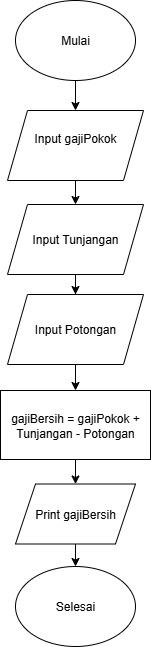 Mulai
Input gajiPokok
Input Tunjangan
Input Potongan
gajiBersih = gajiPokok +
Tunjangan - Potongan
Print gajiBersih
Selesai